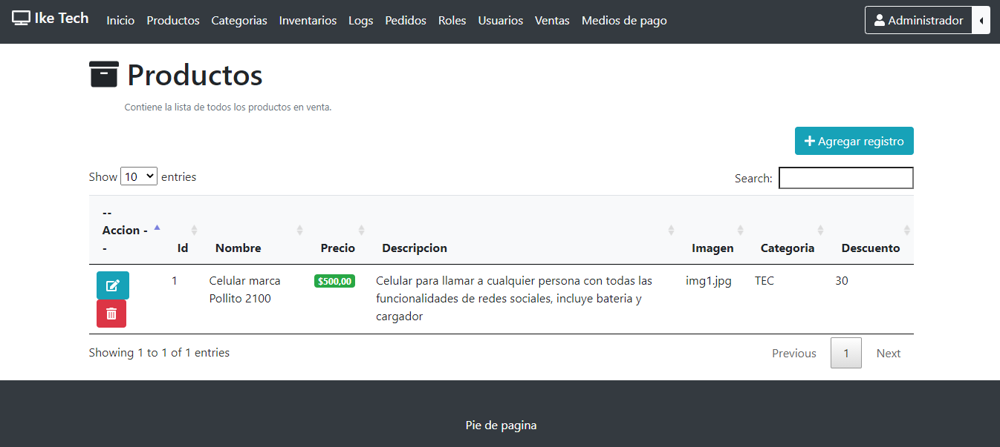 Ike Tech Inicio Productos Categorias Inventarios Logs Pedidos Roles Usuarios Ventas Medios de pago Administrador
Productos
Contiene la lista de todos los productos en venta.
Agregar registro
Show 10 entries Search:
--
Accion -
- Id Nombre Precio Descripcion Imagen Categoria Descuento
1 Celular marca $500,00 Celular para llamar a cualquier persona con todas las img1.jpg TEC 30
Pollito 2100 funcionalidades de redes sociales, incluye bateria y
cargador
Showing 1 to 1 of 1 entries Previous 1 Next
Pie de pagina